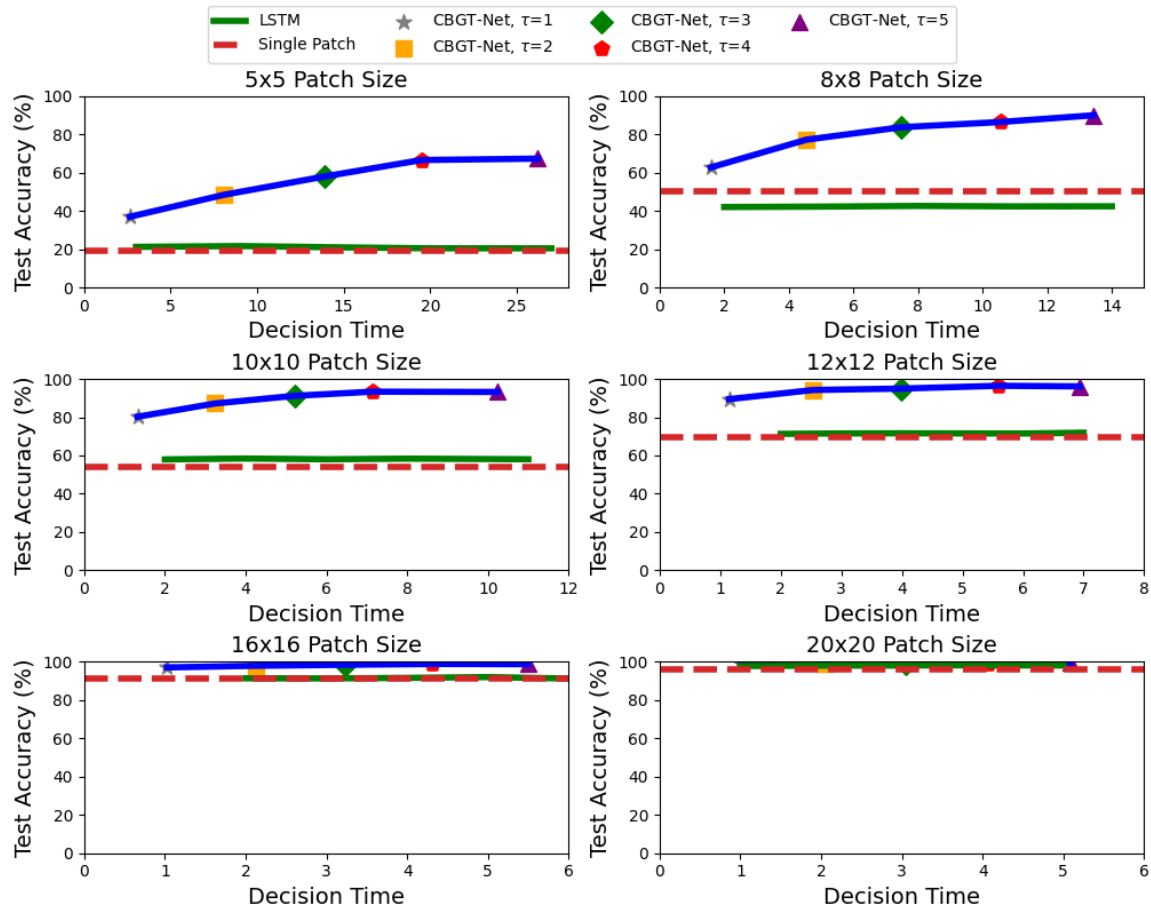 LSTM
Single Patch
CBGT-Net, τ=1
CBGT-Net, τ=2
CBGT-Net, τ=3
CBGT-Net, τ=4
CBGT-Net, τ=5
5x5 Patch Size
Test Accuracy (%)
100
80
60
40
20
0
0 5 10 15 20 25
Decision Time
8x8 Patch Size
Test Accuracy (%)
100
80
60
40
20
0
0 2 4 6 8 10 12 14
Decision Time
10x10 Patch Size
Test Accuracy (%)
100
80
60
40
20
0
0 2 4 6 8 10 12
Decision Time
12x12 Patch Size
Test Accuracy (%)
100
80
60
40
20
0
0 1 2 3 4 5 6 7 8
Decision Time
16x16 Patch Size
Test Accuracy (%)
100
80
60
40
20
0
0 1 2 3 4 5 6
Decision Time
20x20 Patch Size
Test Accuracy (%)
100
80
60
40
20
0
0 1 2 3 4 5 6
Decision Time